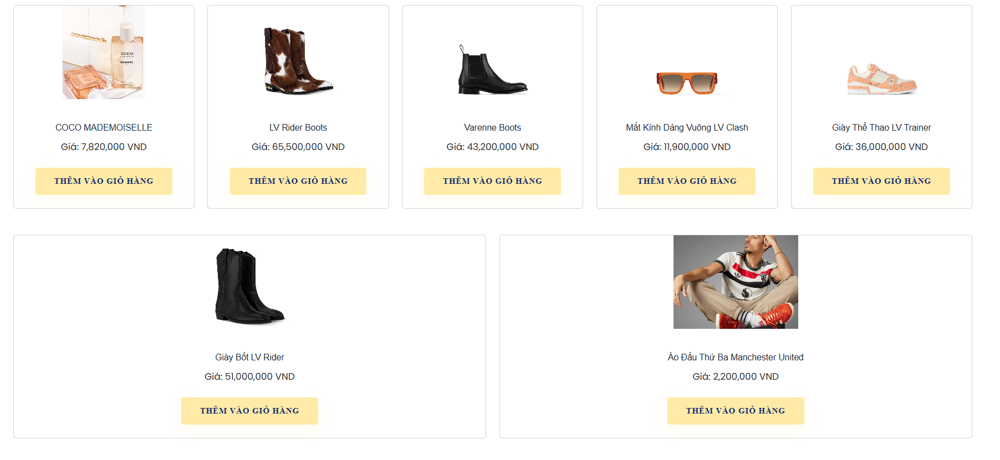 COCO
CHANEL
COCO MADEMOISELLE
Giá: 7,820,000 VND
THÊM VÀO GIỎ HÀNG
LV Rider Boots
Giá: 65,500,000 VND
THÊM VÀO GIỎ HÀNG
Varenne Boots
Giá: 43,200,000 VND
THÊM VÀO GIỎ HÀNG
Mắt Kính Dáng Vuông LV Clash
Giá: 11,900,000 VND
THÊM VÀO GIỎ HÀNG
Giày Thể Thao LV Trainer
Giá: 36,000,000 VND
THÊM VÀO GIỎ HÀNG
Giày Bốt LV Rider
Giá: 51,000,000 VND
THÊM VÀO GIỎ HÀNG
Áo Đấu Thứ Ba Manchester United
Giá: 2,200,000 VND
THÊM VÀO GIỎ HÀNG